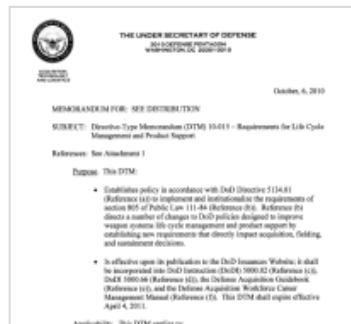 THE UNDER SECRETARY OF DEFENSE
3010 DEFENSE PENTAGON
WASHINGTON, DC 20301-3010
ACQUISITION,
TECHNOLOGY
AND LOGISTICS
October, 6, 2010
MEMORANDUM FOR: SEE DISTRIBUTION
SUBJECT: Directive-Type Memorandum (DTM) 10-015 – Requirements for Life Cycle
Management and Product Support
References: See Attachment 1
Purpose. This DTM:
• Establishes policy in accordance with DoD Directive 5134.01
(Reference (a)) to implement and institutionalize the requirements of
section 805 of Public Law 111-84 (Reference (b)). Reference (b)
directs a number of changes to DoD policies designed to improve
weapon systems life cycle management and product support by
establishing new requirements that directly impact acquisition, fielding,
and sustainment decisions.
• Is effective upon its publication to the DoD Issuances Website; it shall
be incorporated into DoD Instruction (DoDI) 5000.02 (Reference (c)),
DoDI 5000.66 (Reference (d)), the Defense Acquisition Guidebook
(Reference (e)), and the Defense Acquisition Workforce Career
Management Manual (Reference (f)). This DTM shall expire effective
April 4, 2011.
Applicability. This DTM applies to: